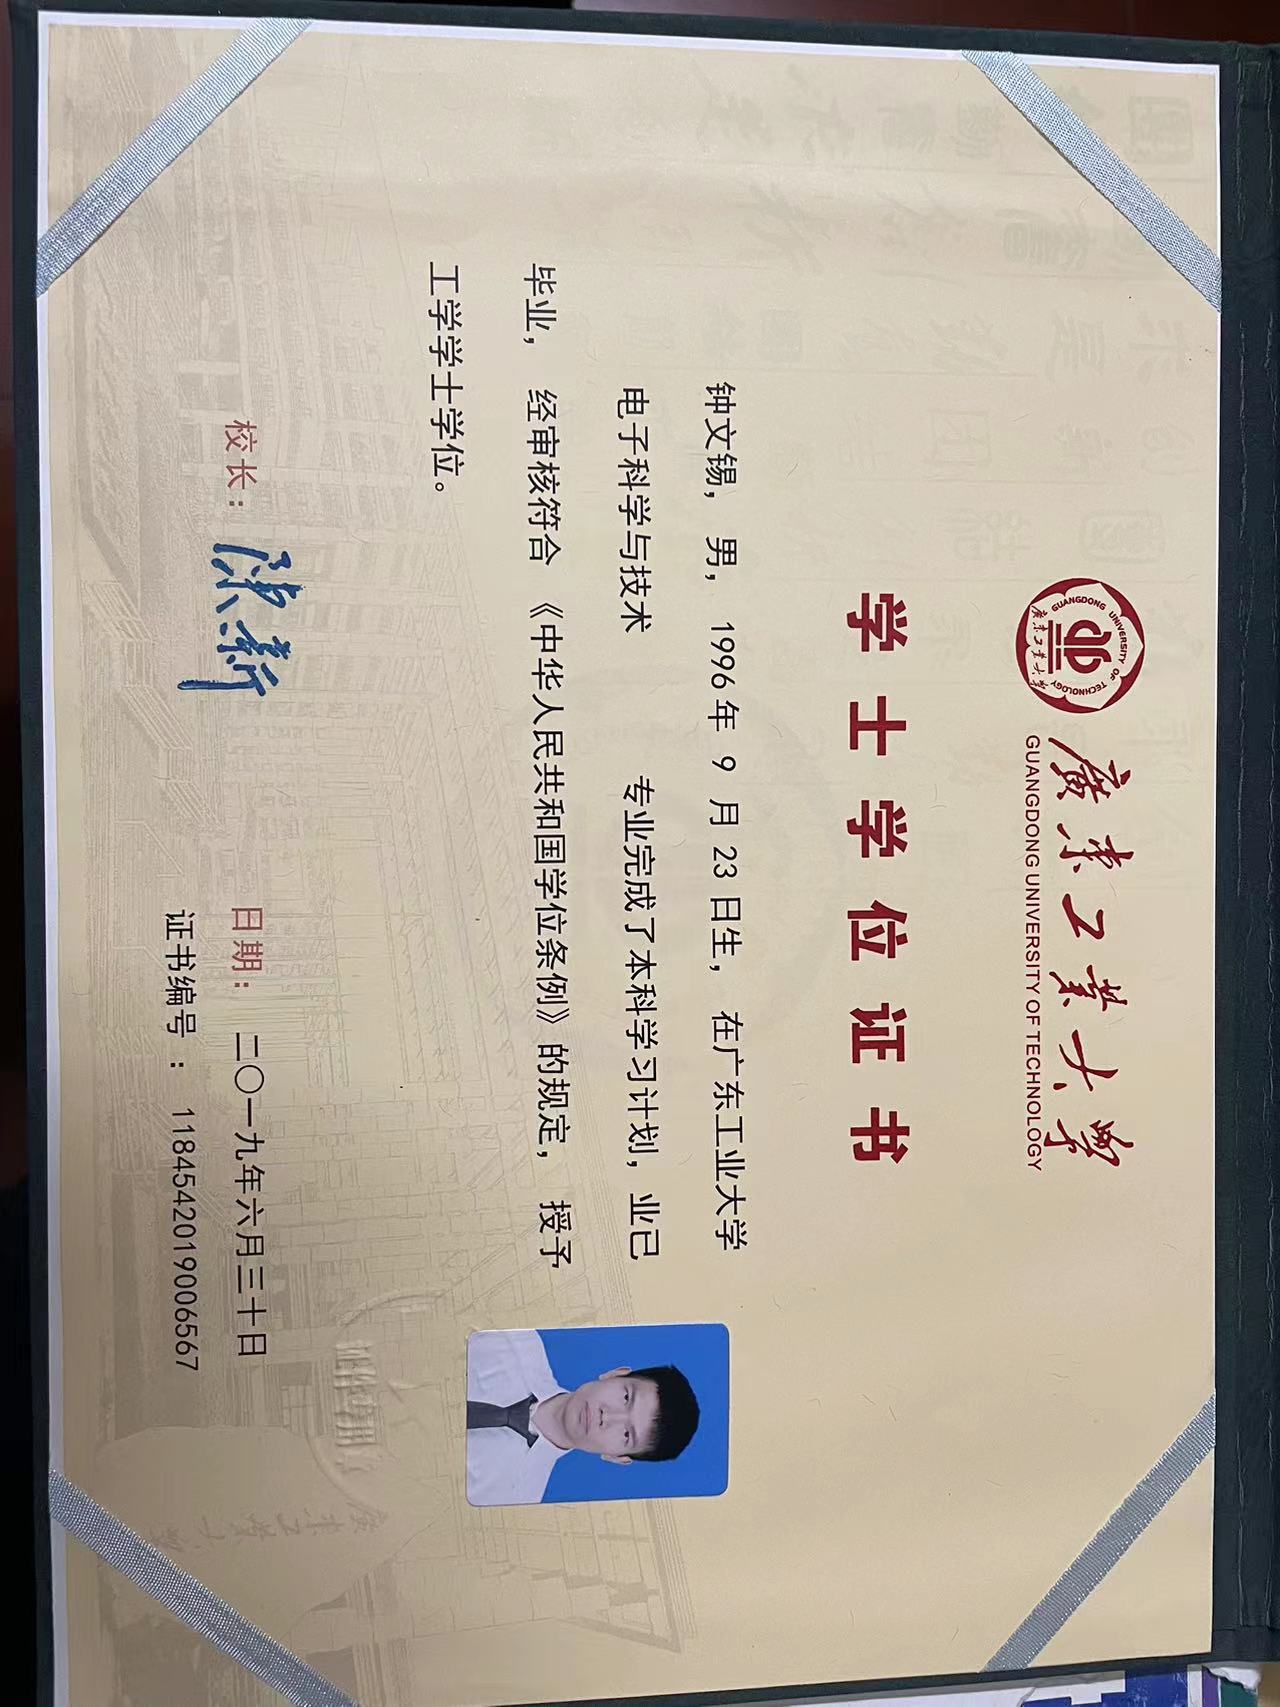 廣東工業大學
GUANGDONG UNIVERSITY OF TECHNOLOGY
GUANGDONG UNIVERSITY OF TECHNOLOGY
廣東工業大學
学士学位证书
钟文锡，男，1996年 9 月 23日生，在广东工业大学
电子科学与技术 专业完成了本科学习计划，业已
毕业，经审核符合《中华人民共和国学位条例》的规定，授予
工学学士学位。
校长：陈新
日期：二〇一九年六月三十日
证书编号：1184542019006567